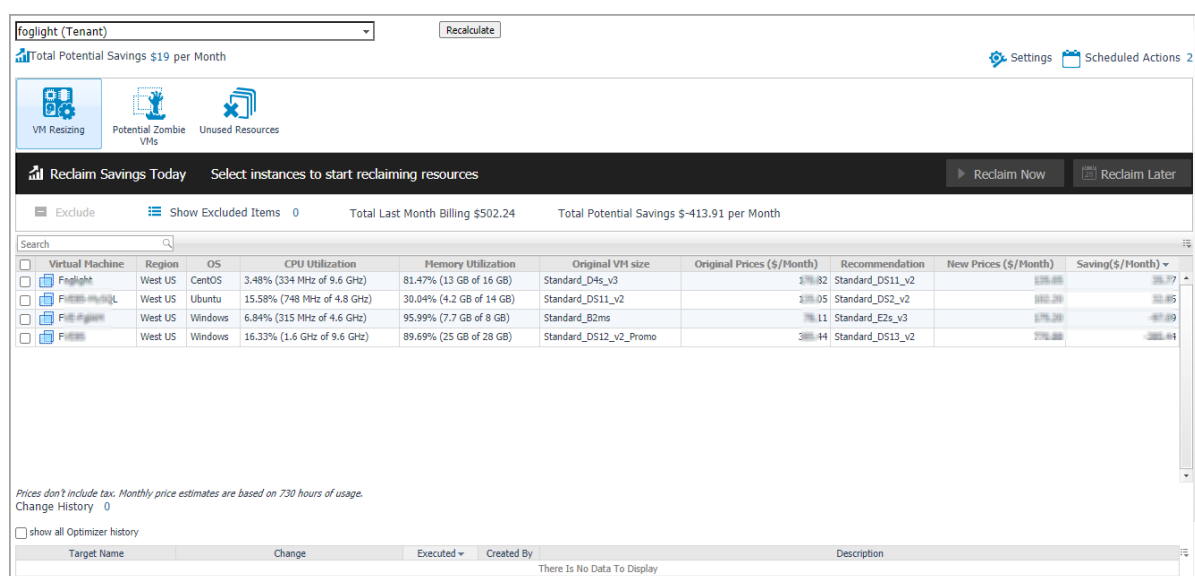 foglight (Tenant)
Recalculate
Total Potential Savings $19 per Month
Settings
Scheduled Actions 2
VM Resizing
Potential Zombie
VMs
Unused Resources
Reclaim Savings Today Select instances to start reclaiming resources
Reclaim Now
Reclaim Later
Exclude
Show Excluded Items 0
Total Last Month Billing $502.24
Total Potential Savings $-413.91 per Month
Search
Virtual Machine Region OS CPU Utilization Memory Utilization Original VM size Original Prices ($/Month) Recommendation New Prices ($/Month) Saving($/Month)
West US CentOS 3.48% (334 MHz of 9.6 GHz) 81.47% (13 GB of 16 GB) Standard_D4s_v3 Standard_DS11_v2
West US Ubuntu 15.58% (748 MHz of 4.8 GHz) 30.04% (4.2 GB of 14 GB) Standard_DS11_v2 Standard_DS2_v2
West US Windows 6.84% (315 MHz of 4.6 GHz) 95.99% (7.7 GB of 8 GB) Standard_B2ms Standard_E2s_v3
West US Windows 16.33% (1.6 GHz of 9.6 GHz) 89.69% (25 GB of 28 GB) Standard_DS12_v2_Promo Standard_DS13_v2
Prices don't include tax. Monthly price estimates are based on 730 hours of usage.
Change History 0
show all Optimizer history
Target Name Change Executed Created By Description
There Is No Data To Display